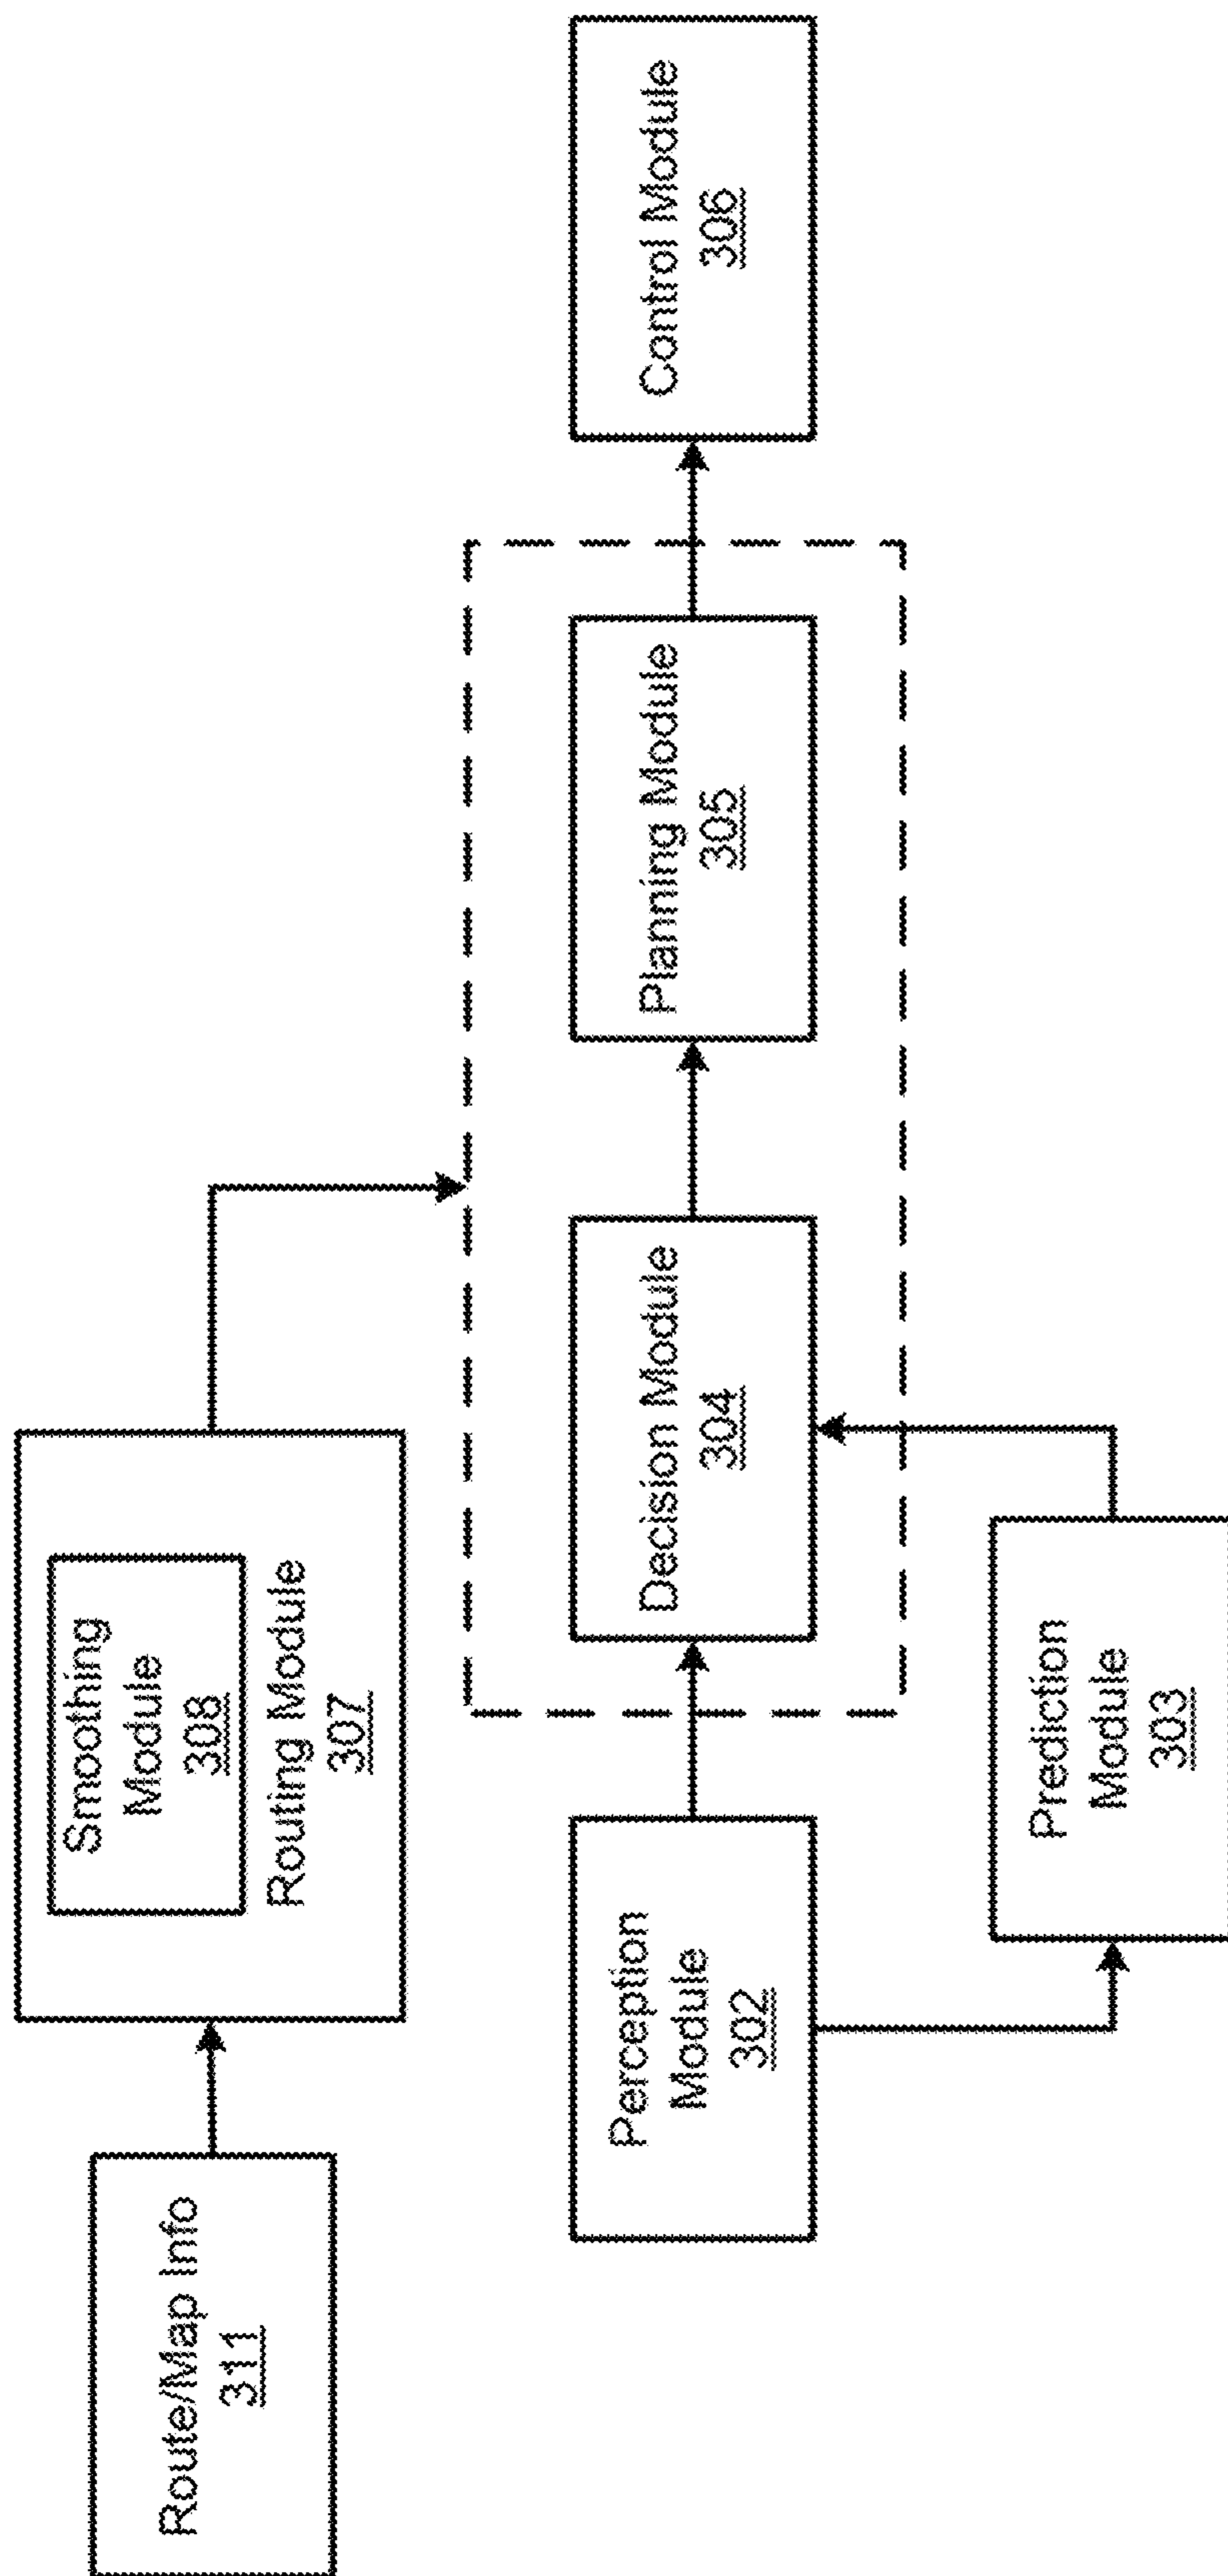 Route/Map Info
311
Smoothing
Module
308
Routing Module
307
Perception
Module
302
Decision Module
304
Planning Module
305
Control Module
306
Prediction
Module
303